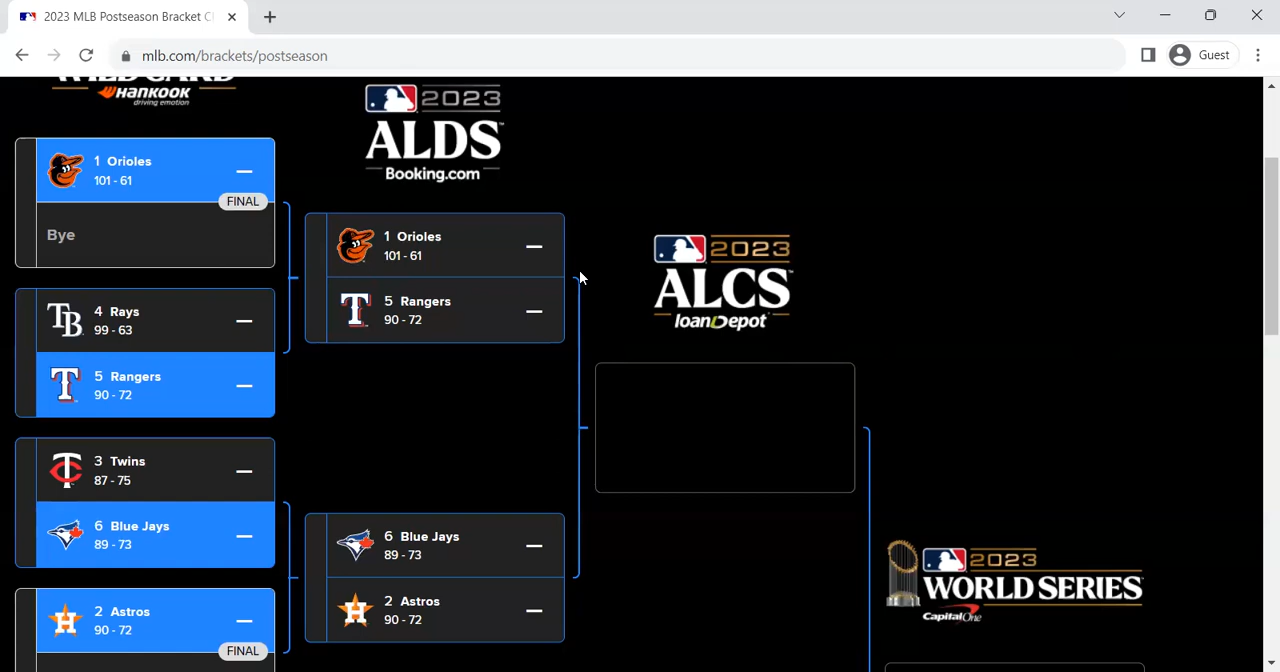 2023 MLB Postseason Bracket C
mlb.com/brackets/postseason
Guest
WILD CARD
HANKOOK
driving emotion
2023
ALDS
Booking.com
1 Orioles
101 - 61
FINAL
Bye
4 Rays
99 - 63
5 Rangers
90 - 72
3 Twins
87 - 75
6 Blue Jays
89 - 73
2 Astros
90 - 72
FINAL
1 Orioles
101 - 61
5 Rangers
90 - 72
6 Blue Jays
89 - 73
2 Astros
90 - 72
2023
ALCS
loanDepot
2023
WORLD SERIES
Capital One